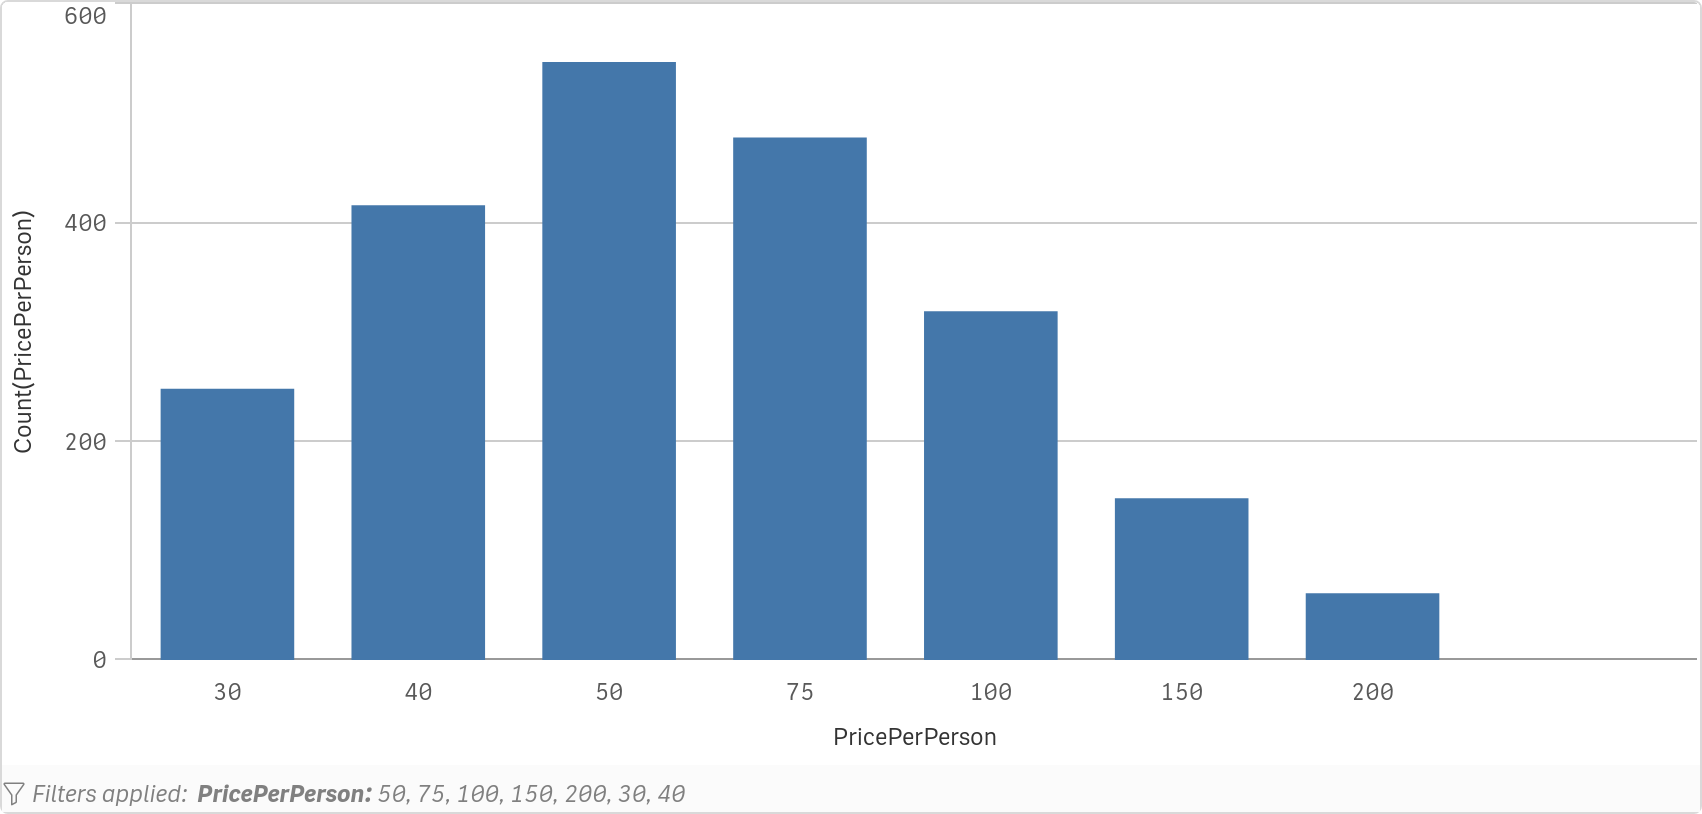 600
400
200
0
Count(PricePerPerson)
30 40 50 75 100 150 200
PricePerPerson
Filters applied: PricePerPerson: 50, 75, 100, 150, 200, 30, 40